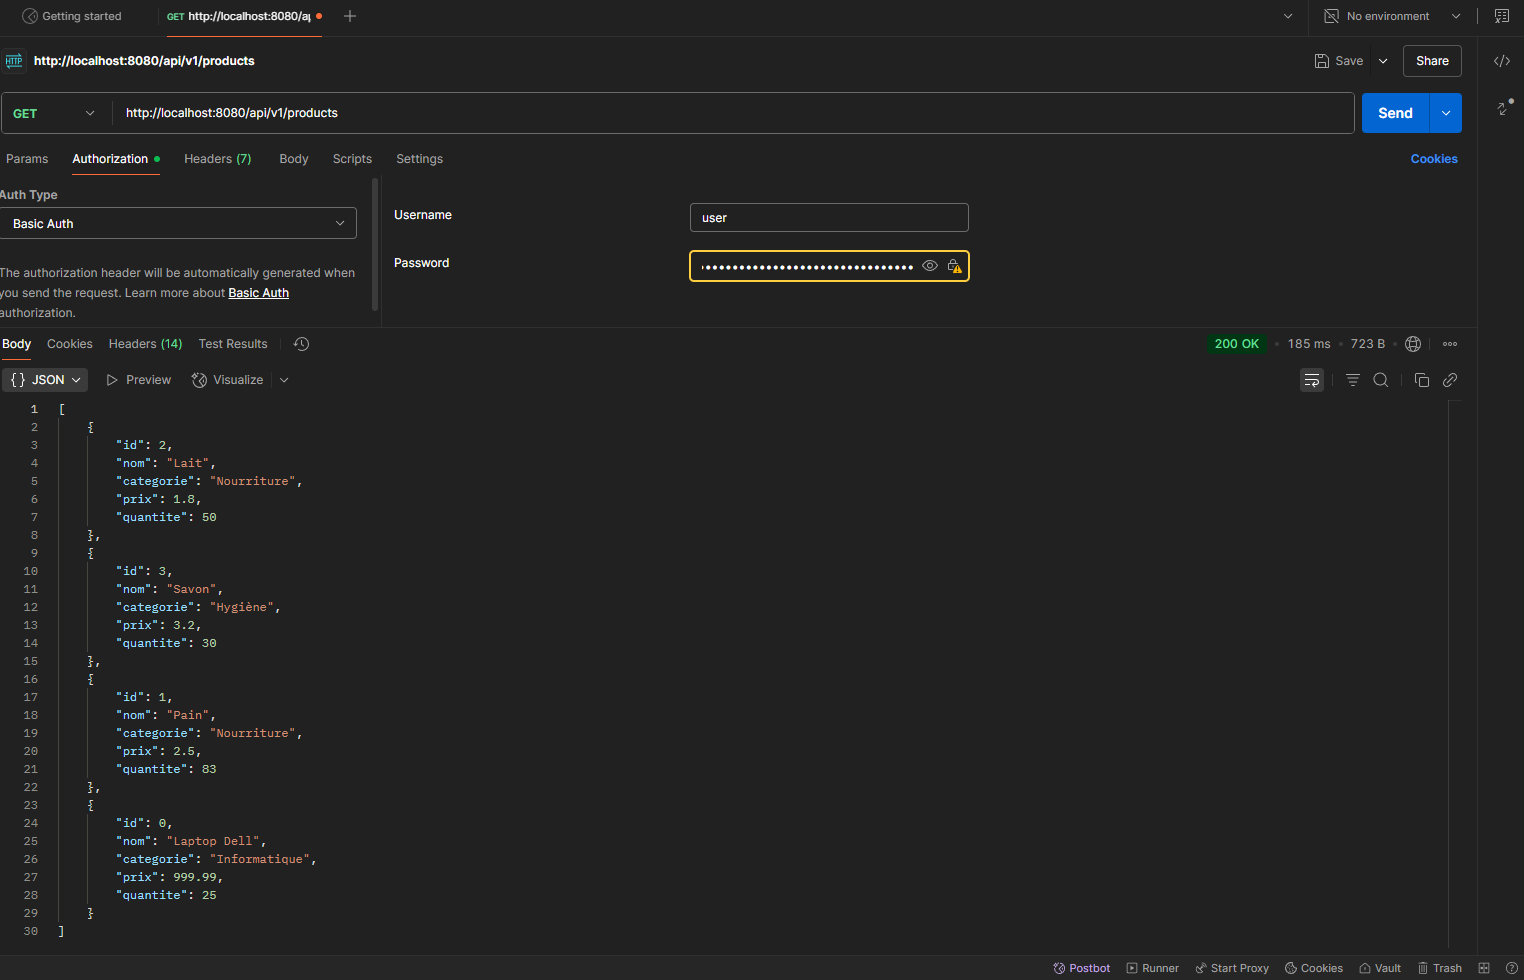 Getting started
GET http://localhost:8080/ap
No environment
HTTP http://localhost:8080/api/v1/products
Save
Share
GET
http://localhost:8080/api/v1/products
Send
Params
Authorization
Headers (7)
Body
Scripts
Settings
Cookies
Auth Type
Basic Auth
The authorization header will be automatically generated when
you send the request. Learn more about Basic Auth
authorization.
Username
user
Password
Body
Cookies
Headers (14)
Test Results
200 OK
185 ms
723 B
{} JSON
Preview
Visualize
1 [
2 {
3 "id": 2,
4 "nom": "Lait",
5 "categorie": "Nourriture",
6 "prix": 1.8,
7 "quantite": 50
8 },
9 {
10 "id": 3,
11 "nom": "Savon",
12 "categorie": "Hygiène",
13 "prix": 3.2,
14 "quantite": 30
15 },
16 {
17 "id": 1,
18 "nom": "Pain",
19 "categorie": "Nourriture",
20 "prix": 2.5,
21 "quantite": 83
22 },
23 {
24 "id": 0,
25 "nom": "Laptop Dell",
26 "categorie": "Informatique",
27 "prix": 999.99,
28 "quantite": 25
29 }
30 ]
Postbot
Runner
Start Proxy
Cookies
Vault
Trash